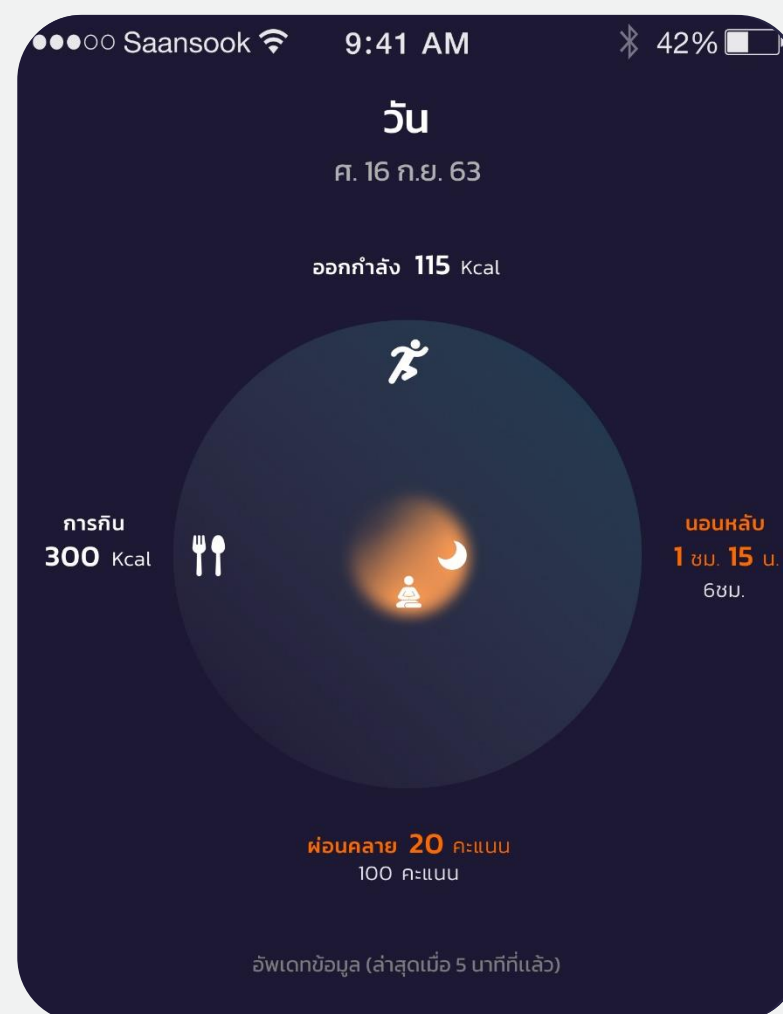 Saansook 9:41 AM 42%
วัน
ศ. 16 ก.ย. 63
ออกกำลัง 115 Kcal
การกิน
300 Kcal
นอนหลับ
1 ชม. 15 น.
6ชม.
ผ่อนคลาย 20 คะแนน
100 คะแนน
อัพเดทข้อมูล (ล่าสุดเมื่อ 5 นาทีที่แล้ว)